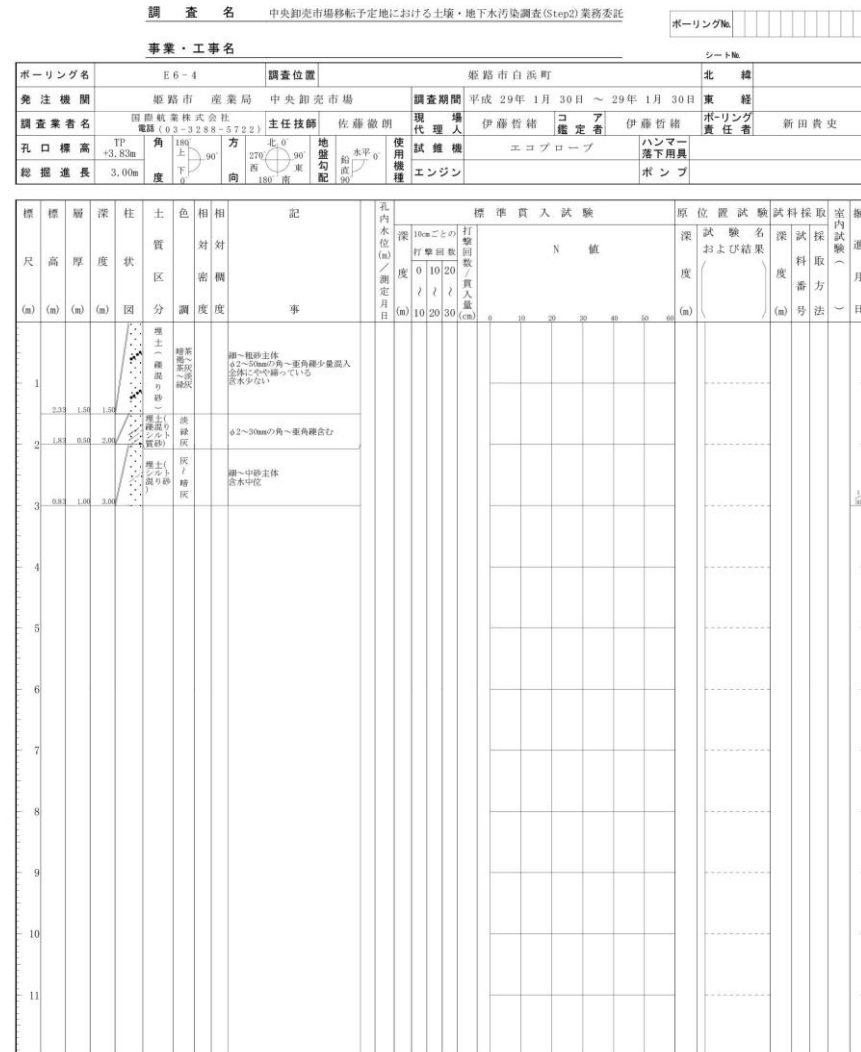 調査名 中央卸売市場移転予定地における土壌・地下水汚染調査(Step2)業務委託
ボーリングNo.
事業・工事名
シートNo.
ボーリング名 E6-4 調査位置 姫路市白浜町 北緯
発注機関 姫路市 産業局 中央卸売市場 調査期間 平成 29年 1月 30日 ～ 29年 1月 30日 東経
調査業者名 国際航業株式会社 電話(03-3288-5722) 主任技師 佐藤徹朗 現場代理人 伊藤哲緒 コア鑑定者 伊藤哲緒 ボーリング責任者 新田貴史
孔口標高 TP +3.83m 角度 180° 上 90° 下 0° 方向 北 0° 270° 90° 西 東 180° 南 地盤勾配 水平 0° 鉛直 90° 使用機種 試錐機 エコプローブ ハンマー落下用具
総掘進長 3.00m エンジン ポンプ
標尺(m) 標高(m) 層厚(m) 深度(m) 柱状図 土質区分 色調 相対密度 相対稠度 記事 孔内水位(m)/測定月日 標準貫入試験 原位置試験 試料採取 室内試験( ) 掘進月日
深度(m) 10cmごとの打撃回数 0～10 10～20 20～30 打撃回数/貫入量(cm) N値 深度(m) 試験名および結果( ) 深度(m) 試料番号 採取方法
0 10 20 30 40 50 60
埋土(礫混り砂) 暗茶褐～茶灰～淡緑灰
細～粗砂主体
φ2～50mmの角～亜角礫少量混入
全体にやや締っている
含水少ない
1
2.33 1.50 1.50
埋土(礫混りシルト質砂) 淡緑灰 φ2～30mmの角～亜角礫含む
2 1.83 0.50 2.00
埋土(シルト混り砂) 灰～暗灰
細～中砂主体
含水中位
3 0.83 1.00 3.00
4
5
6
7
8
9
10
11